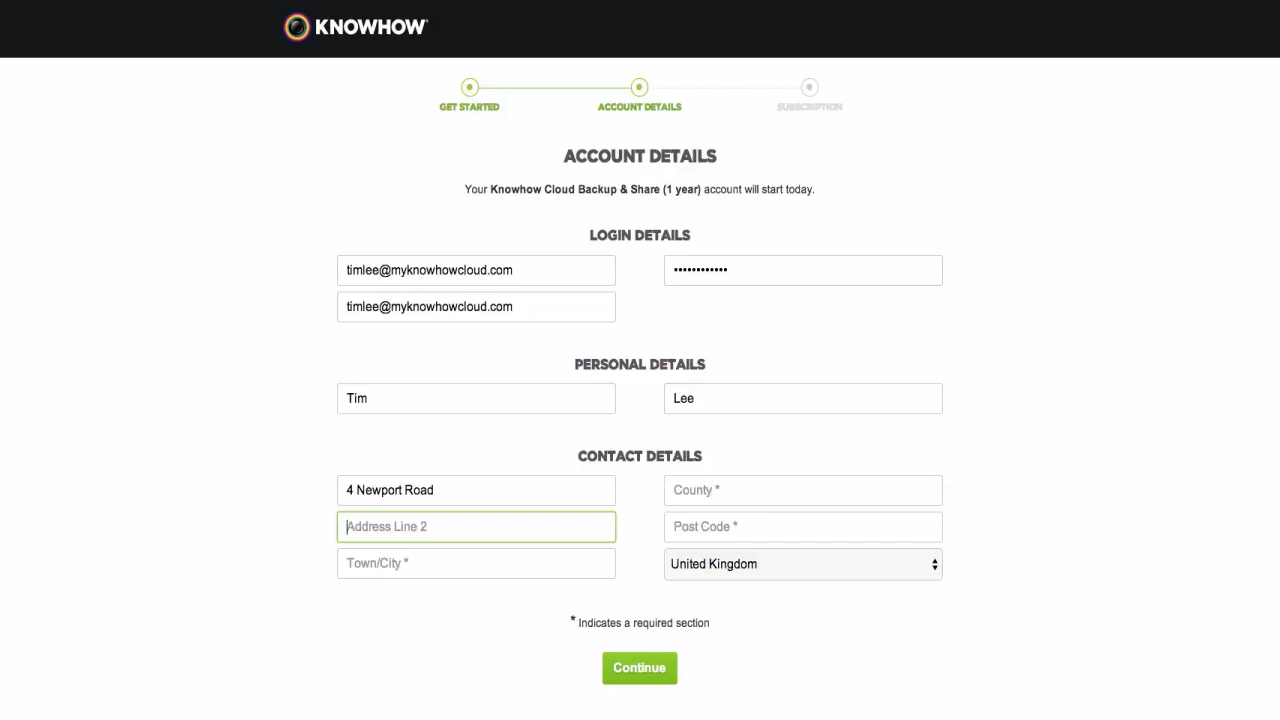 KNOWHOW
GET STARTED
ACCOUNT DETAILS
SUBSCRIPTION
ACCOUNT DETAILS
Your Knowhow Cloud Backup & Share (1 year) account will start today.
LOGIN DETAILS
timlee@myknowhowcloud.com
••••••••••••
timlee@myknowhowcloud.com
PERSONAL DETAILS
Tim
Lee
CONTACT DETAILS
4 Newport Road
County *
Address Line 2
Post Code *
Town/City *
United Kingdom
* Indicates a required section
Continue